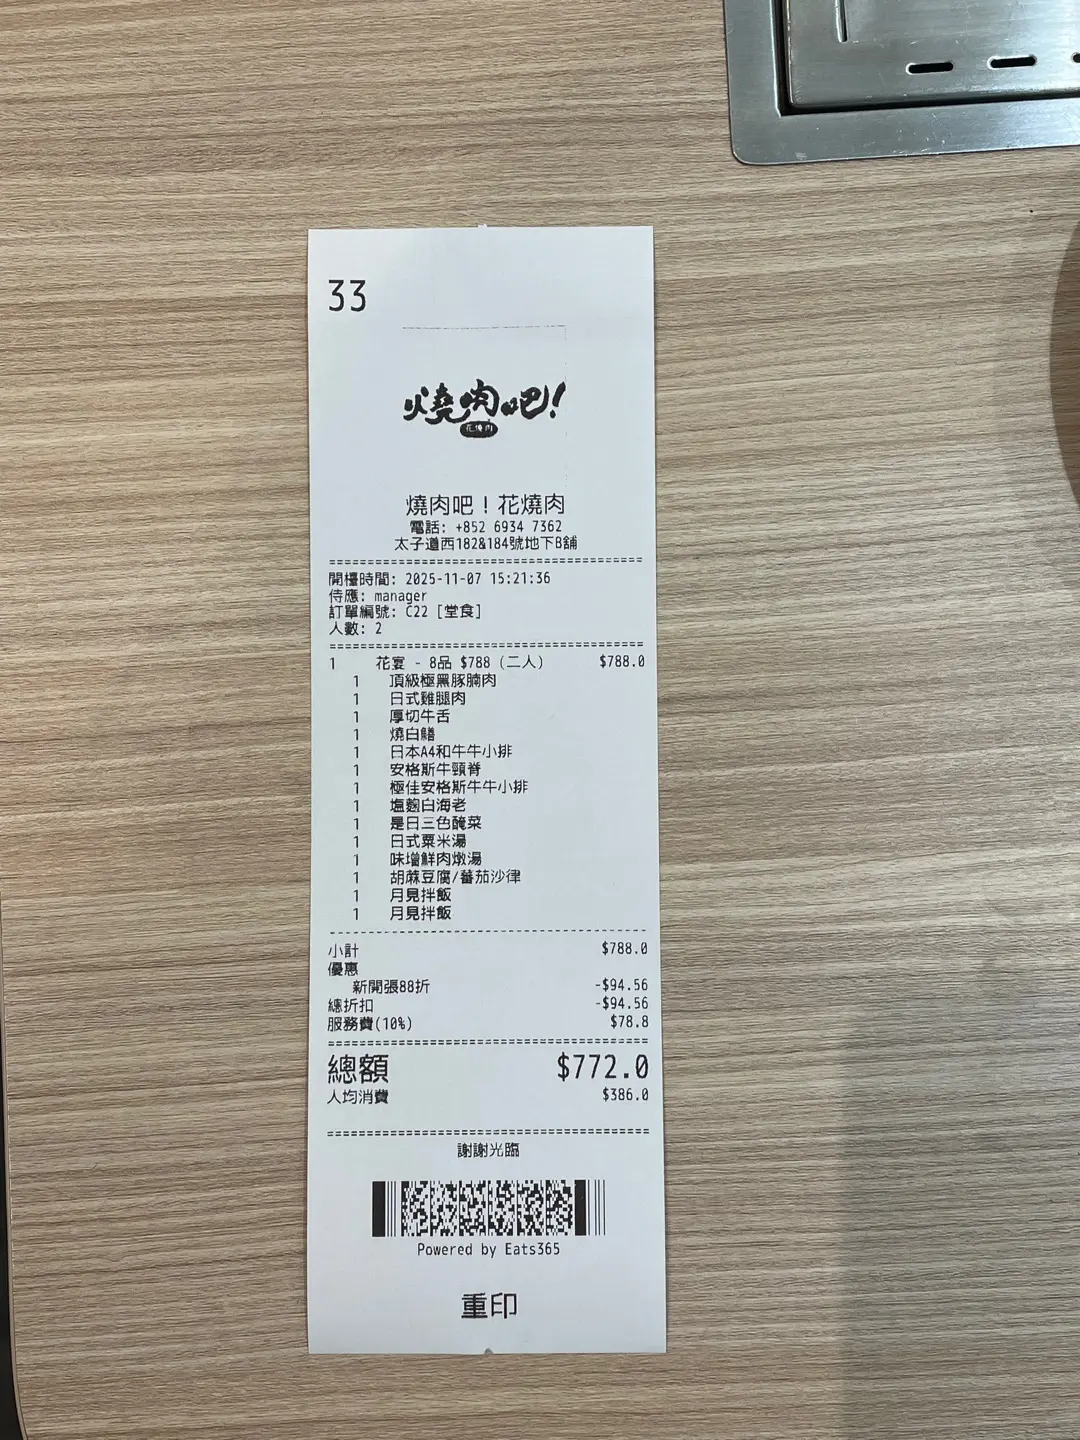 33
燒肉吧!
花燒肉
燒肉吧!花燒肉
電話: +852 6934 7362
太子道西182&184號地下B舖
開檯時間: 2025-11-07 15:21:36
侍應: manager
訂單編號: C22 [堂食]
人數: 2
1 花宴 - 8品 $788 (二人) $788.0
1 頂級極黑豚腩肉
1 日式雞腿肉
1 厚切牛舌
1 燒白鱔
1 日本A4和牛牛小排
1 安格斯牛頸脊
1 極佳安格斯牛牛小排
1 塩麴白海老
1 是日三色醃菜
1 日式粟米湯
1 味增鮮肉燉湯
1 胡蔴豆腐/蕃茄沙律
1 月見拌飯
1 月見拌飯
小計 $788.0
優惠
新開張88折 -$94.56
總折扣 -$94.56
服務費(10%) $78.8
總額 $772.0
人均消費 $386.0
謝謝光臨
Powered by Eats365
重印